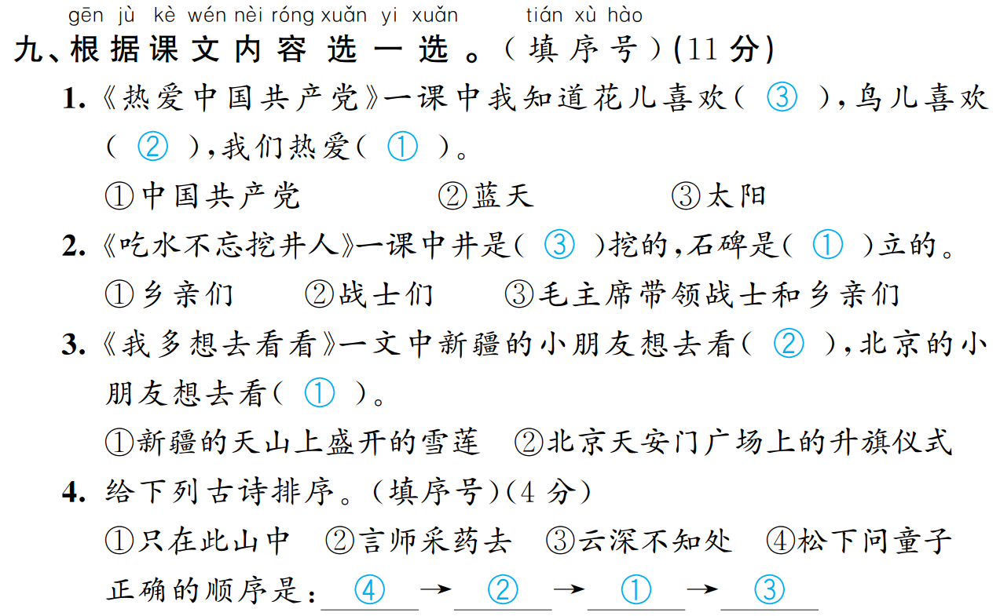 gēn jù kè wén nèi róng xuǎn yi xuǎn tián xù hào
九、根据课文内容选一选。(填序号)(11分)
1.《热爱中国共产党》一课中我知道花儿喜欢( ③ ),鸟儿喜欢
( ② ),我们热爱( ① )。
①中国共产党 ②蓝天 ③太阳
2.《吃水不忘挖井人》一课中井是( ③ )挖的,石碑是( ① )立的。
①乡亲们 ②战士们 ③毛主席带领战士和乡亲们
3.《我多想去看看》一文中新疆的小朋友想去看( ② ),北京的小
朋友想去看( ① )。
①新疆的天山上盛开的雪莲 ②北京天安门广场上的升旗仪式
4. 给下列古诗排序。(填序号)(4分)
①只在此山中 ②言师采药去 ③云深不知处 ④松下问童子
正确的顺序是: ④ → ② → ① → ③